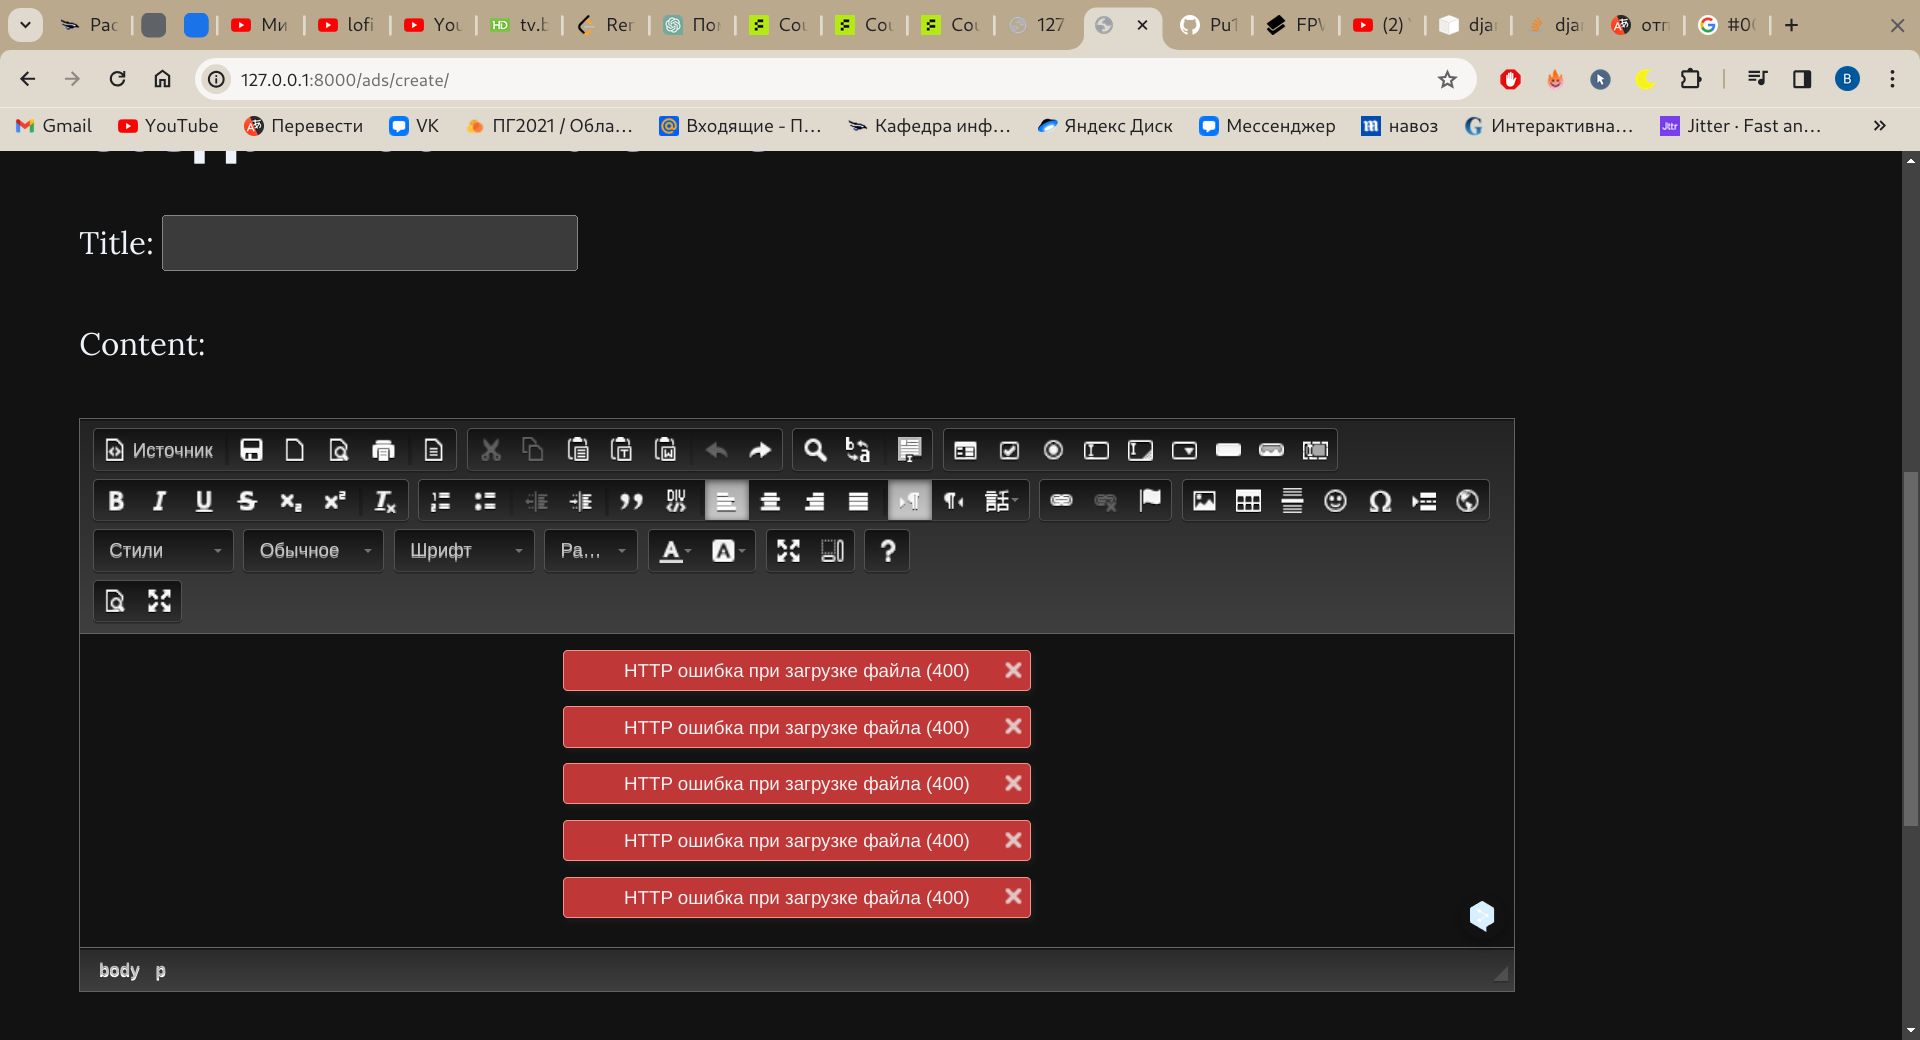 Рас
Ми
lofi
You
tv.b
Rer
По
Cou
Cou
Cou
127
Pu1
FPV
(2)
dja
dja
отп
#0
127.0.0.1:8000/ads/create/
B
Gmail
YouTube
Перевести
VK
ПГ2021 / Обла...
Входящие - П...
Кафедра инф...
Яндекс Диск
Мессенджер
навоз
Интерактивна...
Jitter · Fast an...
Title:
Content:
Источник
Стили
Обычное
Шрифт
Ра...
HTTP ошибка при загрузке файла (400)
HTTP ошибка при загрузке файла (400)
HTTP ошибка при загрузке файла (400)
HTTP ошибка при загрузке файла (400)
HTTP ошибка при загрузке файла (400)
body p